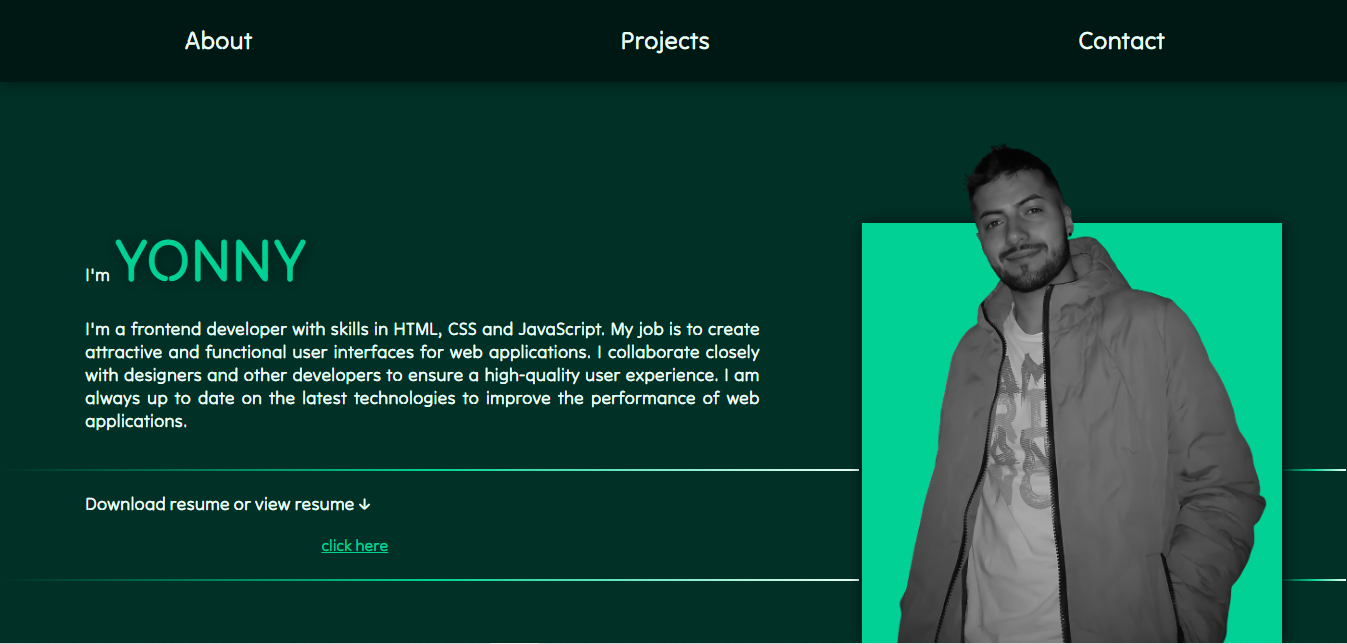 About Projects Contact
I'm YONNY
I'm a frontend developer with skills in HTML, CSS and JavaScript. My job is to create
attractive and functional user interfaces for web applications. I collaborate closely
with designers and other developers to ensure a high-quality user experience. I am
always up to date on the latest technologies to improve the performance of web
applications.
Download resume or view resume ↓
click here